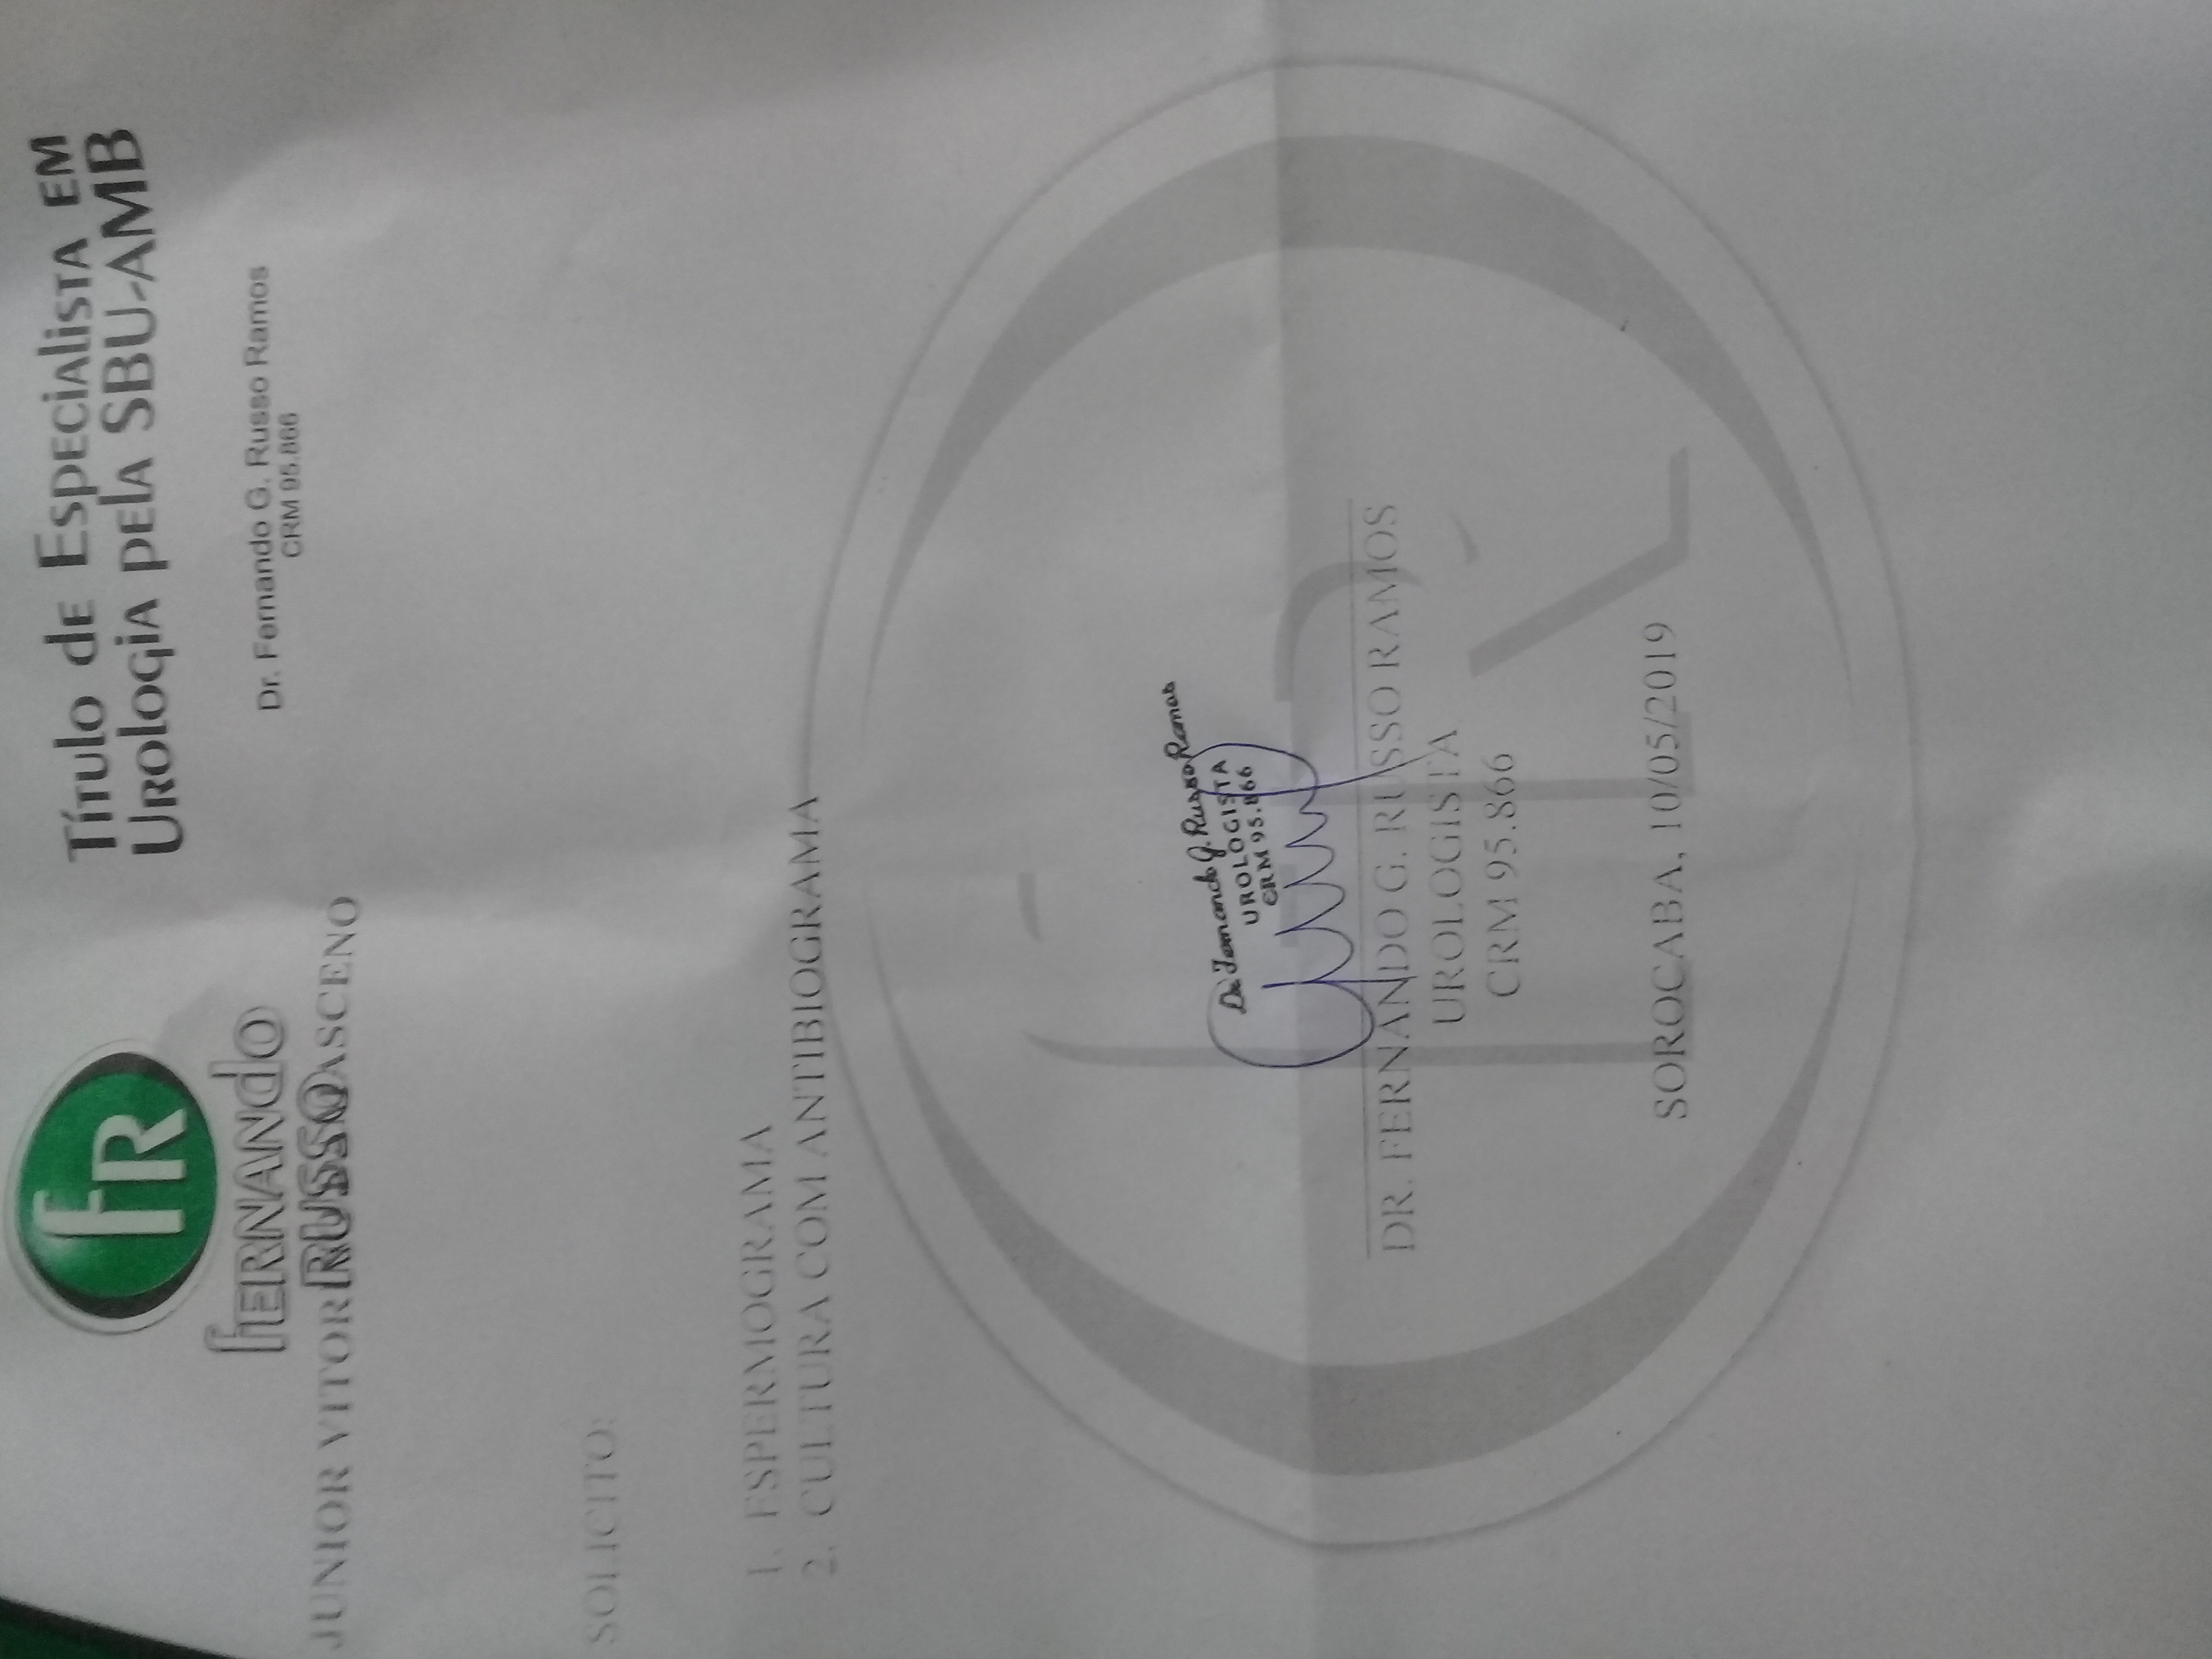 fR
Título de Especialista em
Urologia pela SBU-AMB
Fernando
Russo
Dr. Fernando G. Russo Ramos
CRM 95.866
JUNIOR ASCENO
SOLICITO:
1. ESPERMOGRAMA
2. CULTURA COM ANTIBIOGRAMA
Dr. Fernando G. Russo Ramos
UROLOGISTA
CRM 95.866
DR. FERNANDO G. RUSSO RAMOS
UROLOGISTA
CRM 95.866
SOROCABA, 10/05/2019
fR